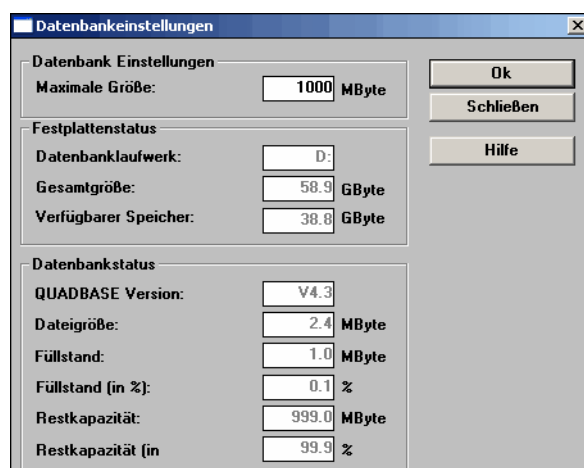 Datenbankeinstellungen
Datenbank Einstellungen
Maximale Größe: 1000 MByte
Ok
Schließen
Hilfe
Festplattenstatus
Datenbanklaufwerk: D:
Gesamtgröße: 58.9 GByte
Verfügbarer Speicher: 38.8 GByte
Datenbankstatus
QUADBASE Version: V4.3
Dateigröße: 2.4 MByte
Füllstand: 1.0 MByte
Füllstand (in %): 0.1 %
Restkapazität: 999.0 MByte
Restkapazität (in 99.9 %